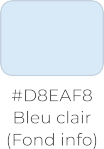 #D8EAF8
Bleu clair
(Fond info)